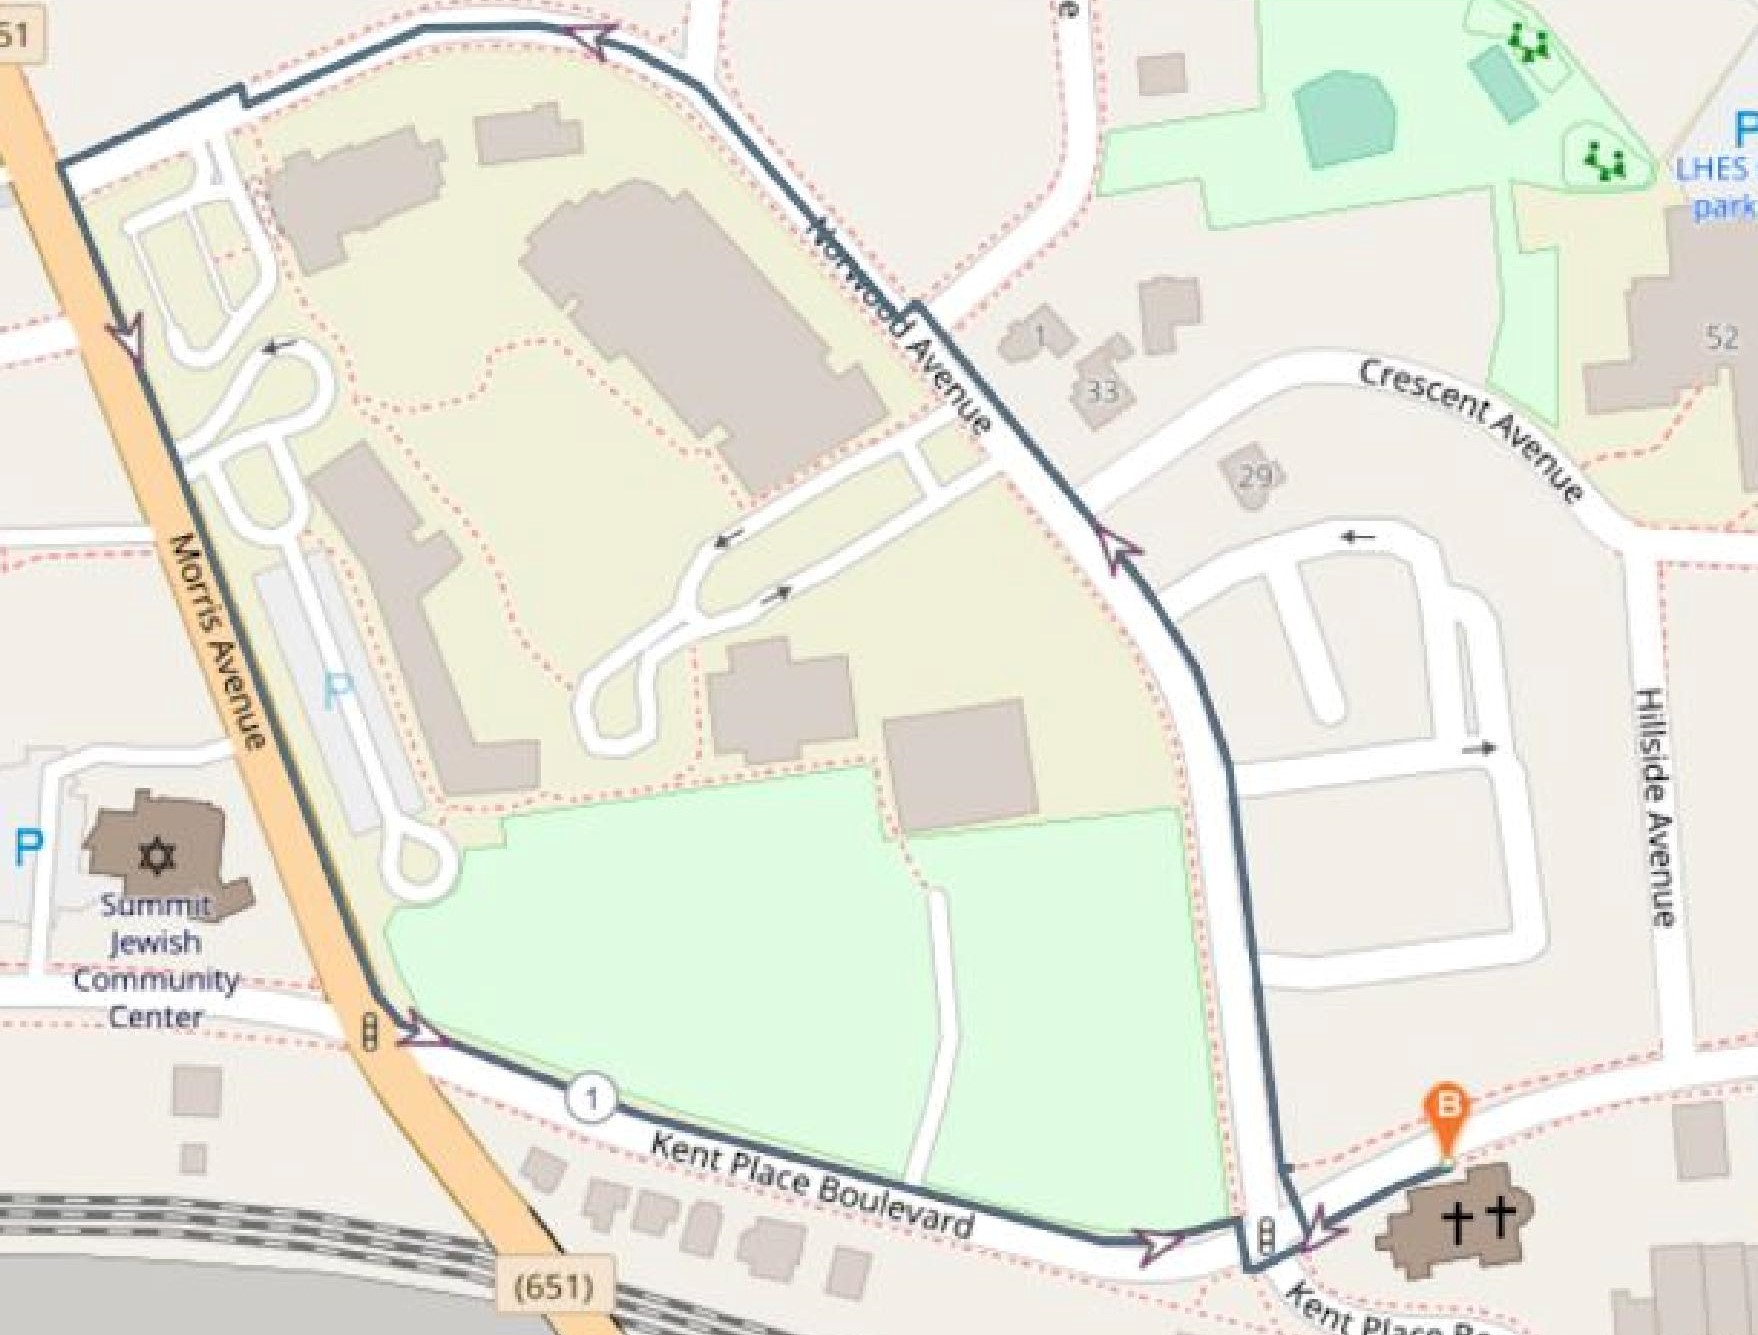 51
e
P
LHES
park
Norwood Avenue
1
33
52
Crescent Avenue
29
Morris Avenue
P
Hillside Avenue
P
Summit
Jewish
Community
Center
B
1
Kent Place Boulevard
(651)
Kent Place Bo